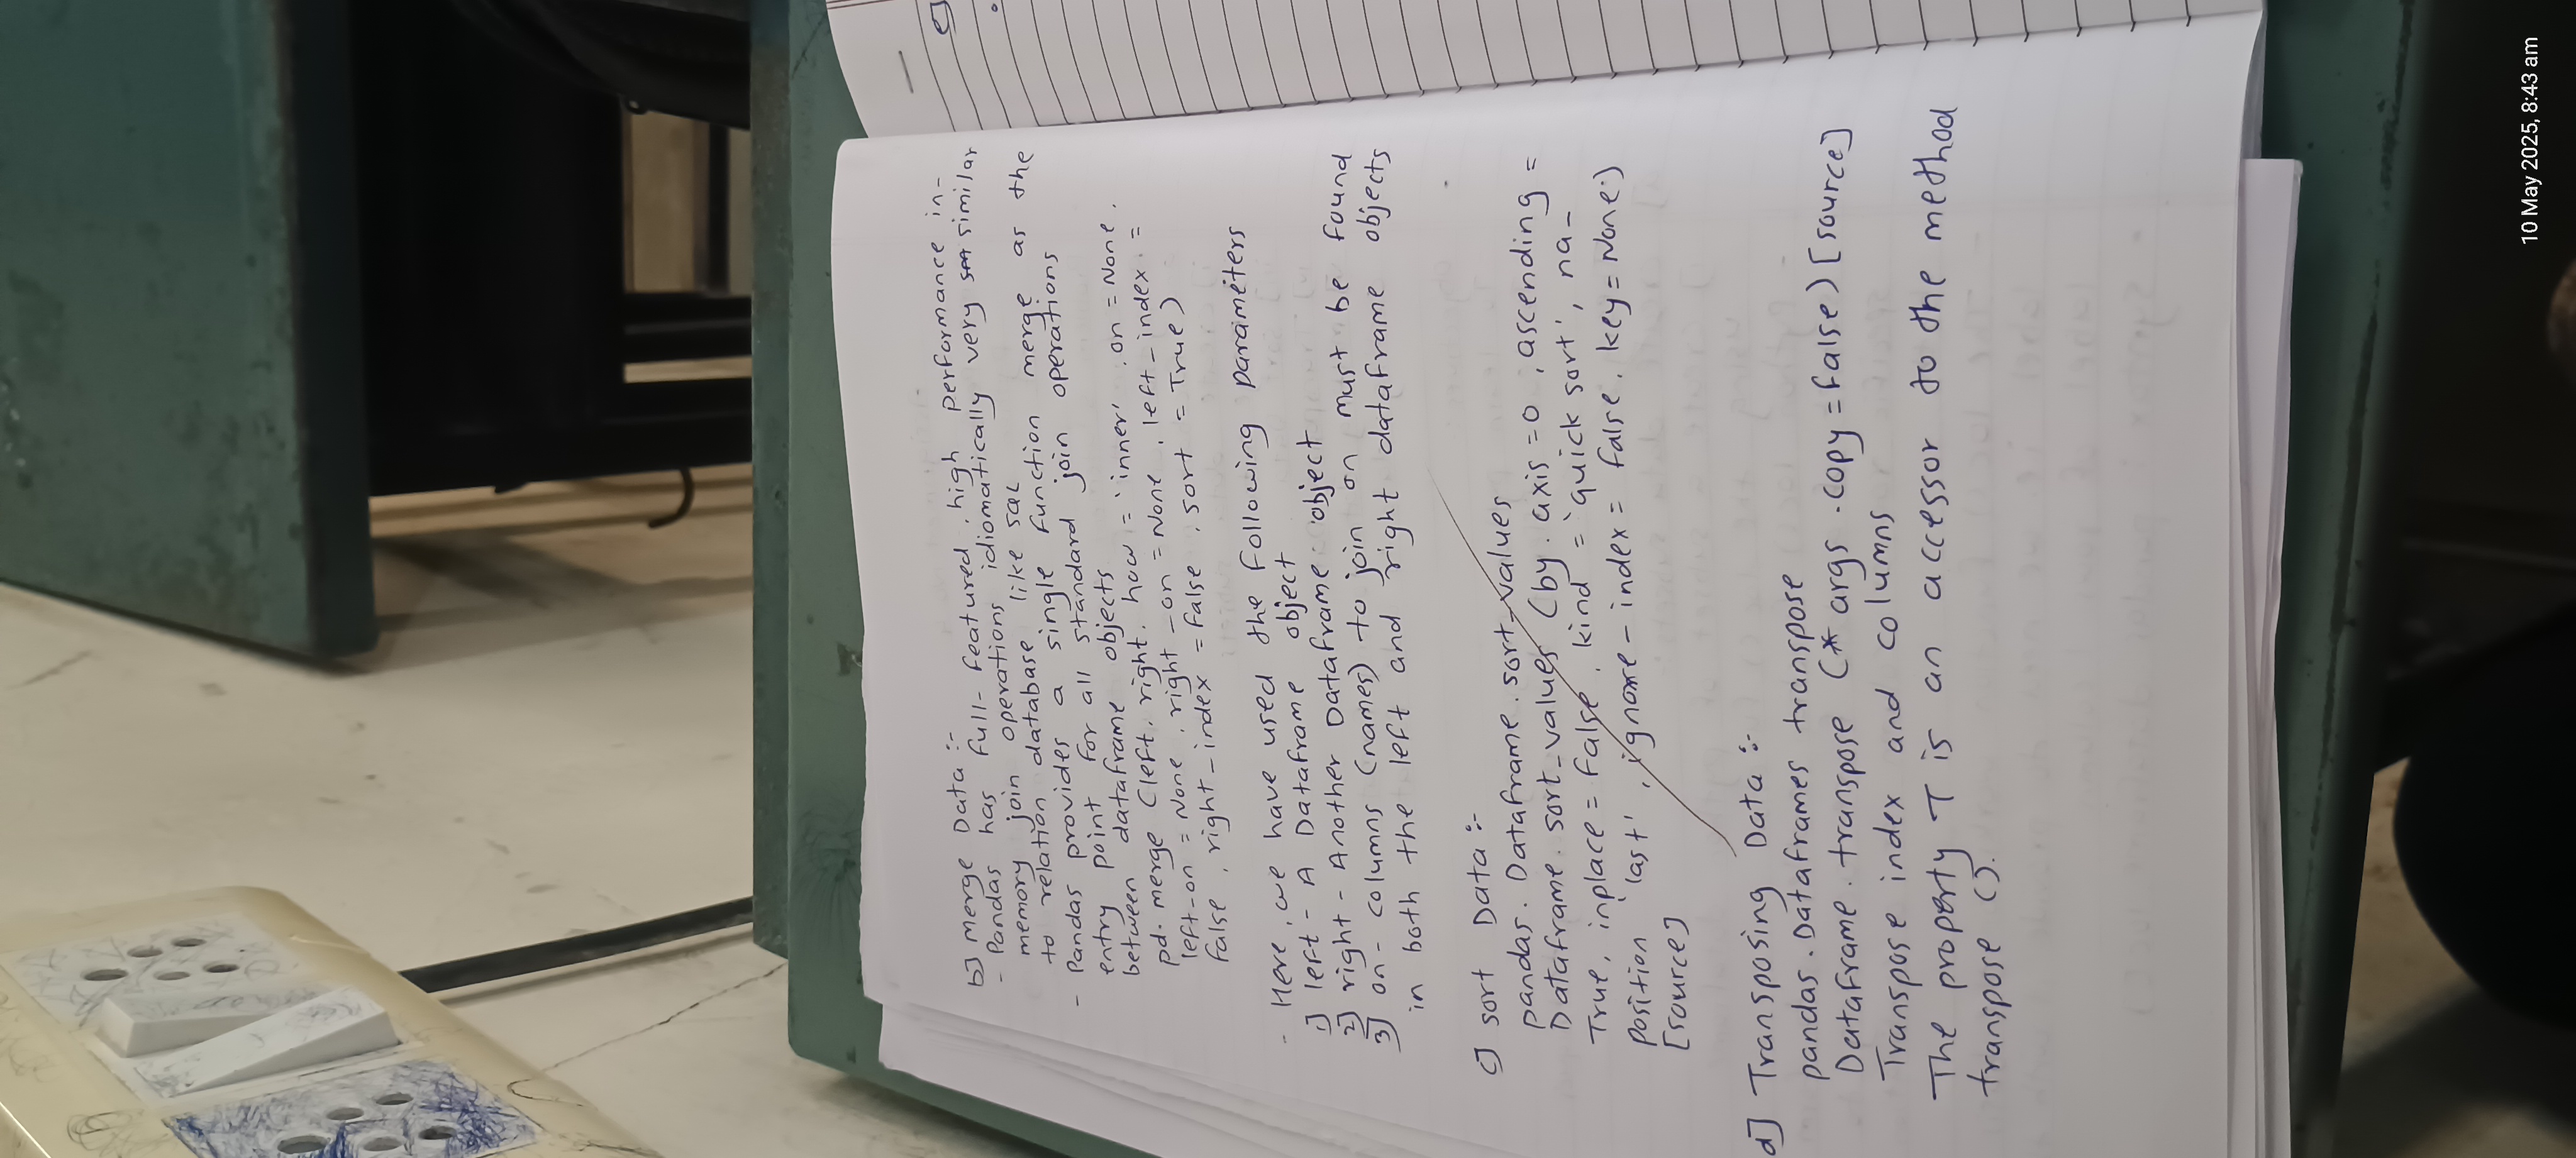 b] Merge Data :-
- Pandas has full-featured, high performance in-
memory join operations idiomatically very similar
to relation database like SQL
- Pandas provides a single function merge as the
entry point for all standard join operations
between dataframe objects
pd. merge (left, right, how = 'inner', on = None,
left-on = None, right-on = None, left-index =
False, right-index = False, sort = True)
- Here, we have used the following parameters
1] left - A Dataframe object
2] right - Another Dataframe object
3] on - columns (names) to join on must be found
in both the left and right dataframe objects
c] sort Data :-
pandas. Dataframe. sort_values
Dataframe. sort_values (by. axis = 0, ascending =
True, inplace = False, kind = 'quick sort', na-
position 'last', ignore-index = False, key = None.)
[source]
d] Transposing Data :-
pandas. Dataframes transpose
Dataframe. transpose (* args .copy = False) [source]
Transpose index and columns
The property T is an accessor to the method
transpose ().
e]
10 May 2025, 8:43 am